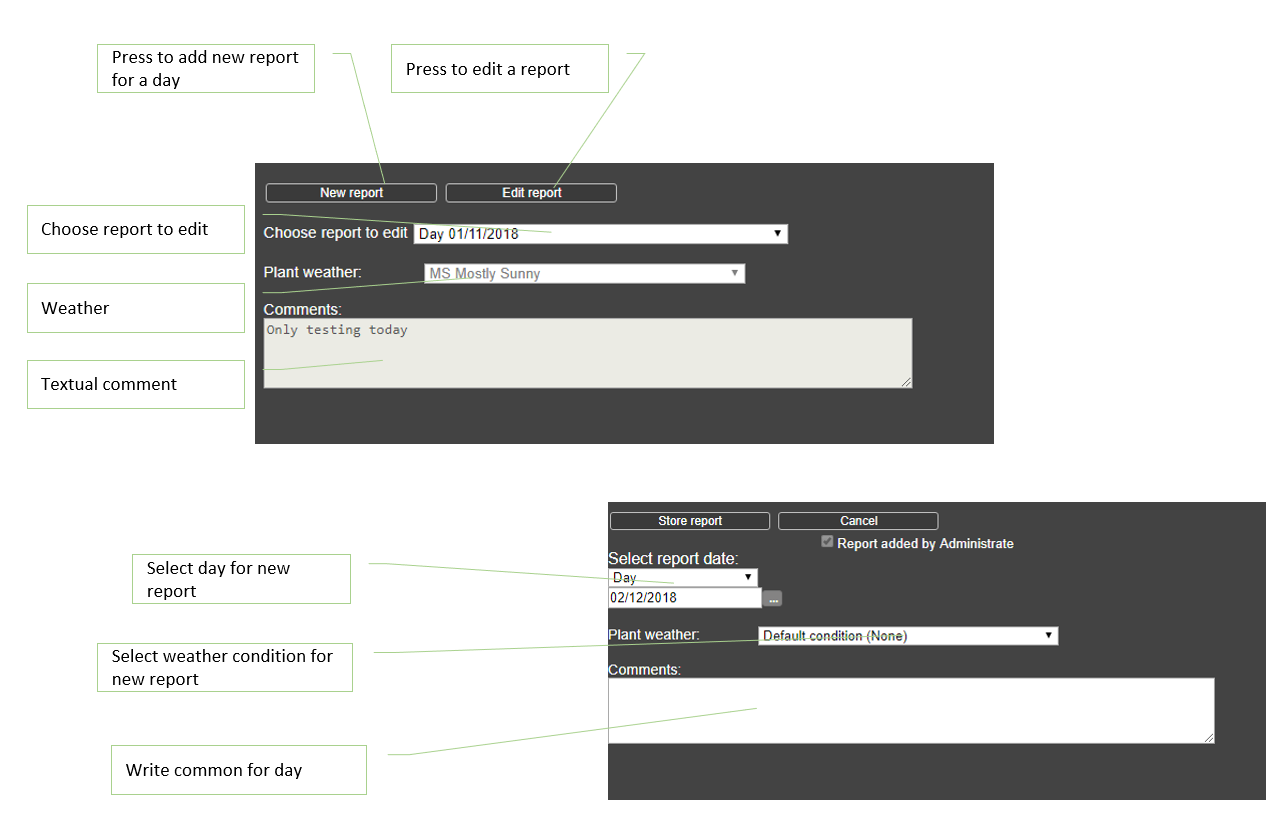 Press to add new report
for a day
Press to edit a report
New report
Edit report
Choose report to edit
Choose report to edit
Day 01/11/2018
Weather
Plant weather:
MS Mostly Sunny
Comments:
Only testing today
Textual comment
Store report
Cancel
Report added by Administrate
Select report date:
Select day for new
report
Day
02/12/2018
...
Select weather condition for
new report
Plant weather:
Default condition (None)
Comments:
Write common for day